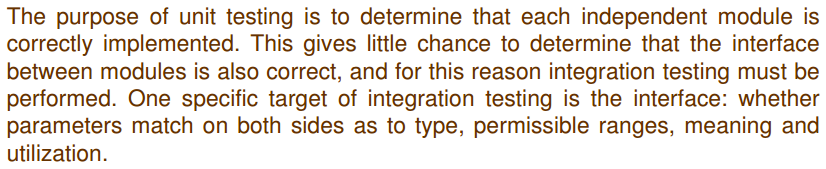 The purpose of unit testing is to determine that each independent module is
correctly implemented. This gives little chance to determine that the interface
between modules is also correct, and for this reason integration testing must be
performed. One specific target of integration testing is the interface: whether
parameters match on both sides as to type, permissible ranges, meaning and
utilization.